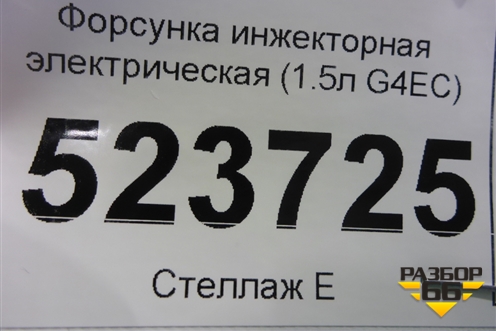 Форсунка инжекторная
электрическая (1.5л G4EC)
523725
Стеллаж Е
РАЗБОР
66